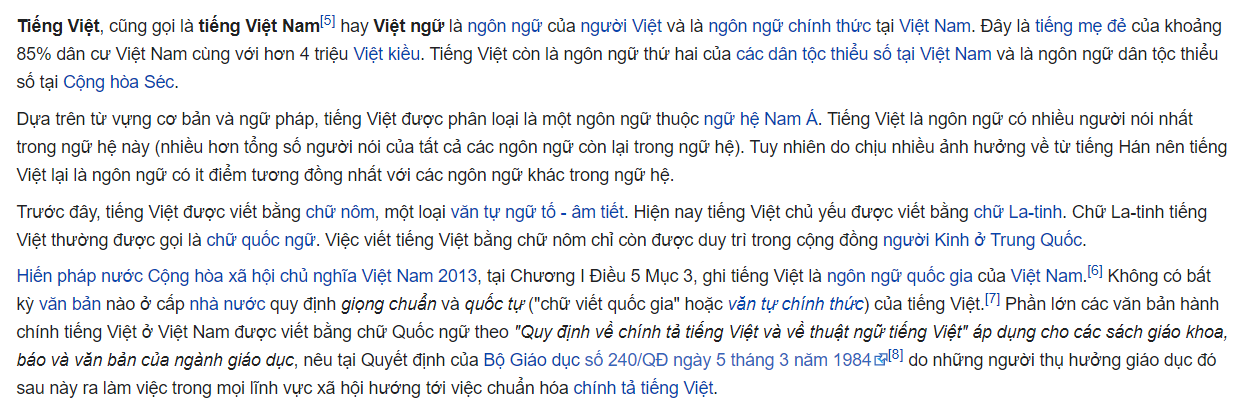 Tiếng Việt, cũng gọi là tiếng Việt Nam[5] hay Việt ngữ là ngôn ngữ của người Việt và là ngôn ngữ chính thức tại Việt Nam. Đây là tiếng mẹ đẻ của khoảng
85% dân cư Việt Nam cùng với hơn 4 triệu Việt kiều. Tiếng Việt còn là ngôn ngữ thứ hai của các dân tộc thiểu số tại Việt Nam và là ngôn ngữ dân tộc thiểu
số tại Cộng hòa Séc.
Dựa trên từ vựng cơ bản và ngữ pháp, tiếng Việt được phân loại là một ngôn ngữ thuộc ngữ hệ Nam Á. Tiếng Việt là ngôn ngữ có nhiều người nói nhất
trong ngữ hệ này (nhiều hơn tổng số người nói của tất cả các ngôn ngữ còn lại trong ngữ hệ). Tuy nhiên do chịu nhiều ảnh hưởng về từ tiếng Hán nên tiếng
Việt lại là ngôn ngữ có it điểm tương đồng nhất với các ngôn ngữ khác trong ngữ hệ.
Trước đây, tiếng Việt được viết bằng chữ nôm, một loại văn tự ngữ tố - âm tiết. Hiện nay tiếng Việt chủ yếu được viết bằng chữ La-tinh. Chữ La-tinh tiếng
Việt thường được gọi là chữ quốc ngữ. Việc viết tiếng Việt bằng chữ nôm chỉ còn được duy trì trong cộng đồng người Kinh ở Trung Quốc.
Hiến pháp nước Cộng hòa xã hội chủ nghĩa Việt Nam 2013, tại Chương I Điều 5 Mục 3, ghi tiếng Việt là ngôn ngữ quốc gia của Việt Nam.[6] Không có bất
kỳ văn bản nào ở cấp nhà nước quy định giọng chuẩn và quốc tự ("chữ viết quốc gia" hoặc văn tự chính thức) của tiếng Việt.[7] Phần lớn các văn bản hành
chính tiếng Việt ở Việt Nam được viết bằng chữ Quốc ngữ theo "Quy định về chính tả tiếng Việt và về thuật ngữ tiếng Việt" áp dụng cho các sách giáo khoa,
báo và văn bản của ngành giáo dục, nêu tại Quyết định của Bộ Giáo dục số 240/QĐ ngày 5 tháng 3 năm 1984[8] do những người thụ hưởng giáo dục đó
sau này ra làm việc trong mọi lĩnh vực xã hội hướng tới việc chuẩn hóa chính tả tiếng Việt.